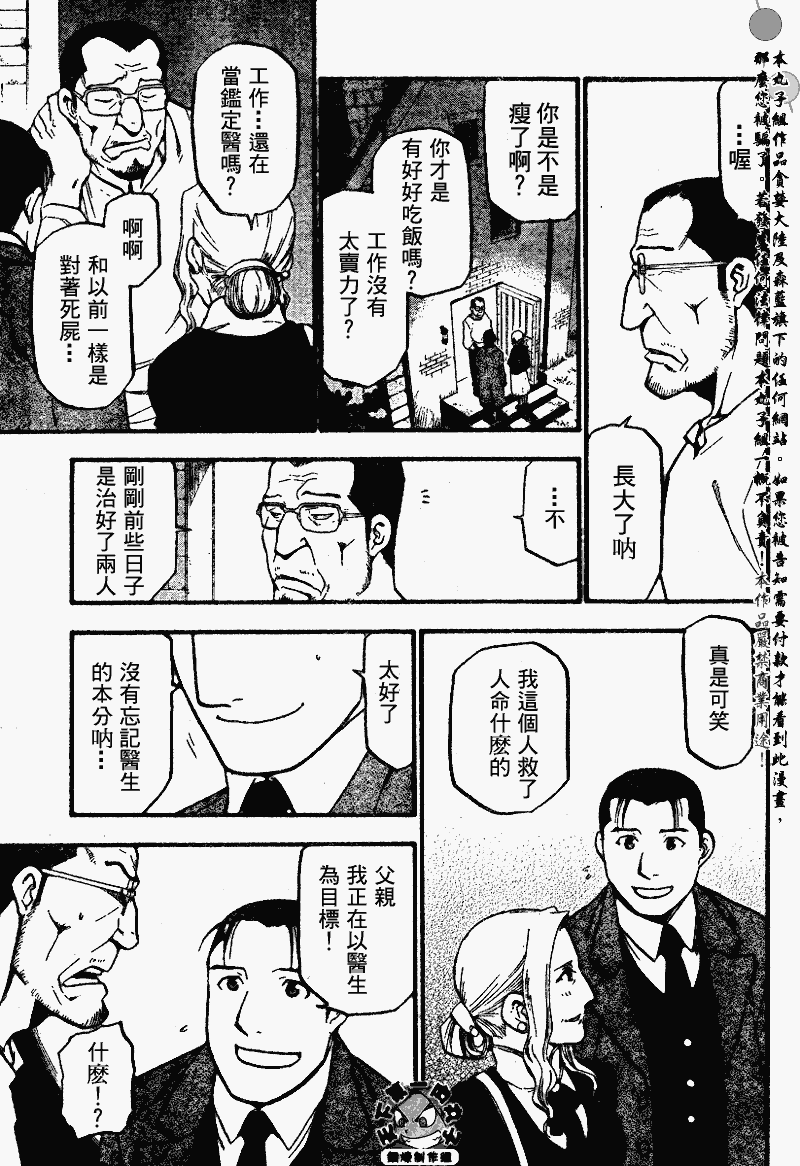 …喔
長大了吶
你是不是
瘦了啊?
你才是
有好好吃飯嗎?
工作沒有
太賣力了?
工作…還在
當鑑定醫嗎?
啊啊
和以前一樣是
對著死屍…
…不
剛剛前些日子
是治好了兩人
真是可笑
我這個人救了
人命什麼的
太好了
沒有忘記醫生
的本分吶…
父親
我正在以醫生
為目標!
什麼!?
本丸子組作品貪婪大陸及森藍旗下的任何網站。如果您被告知需要付款才能看到此漫畫,
那麼您被騙了。若發生任何法律問題本丸子組一概不負責!本作品嚴禁商業用途!